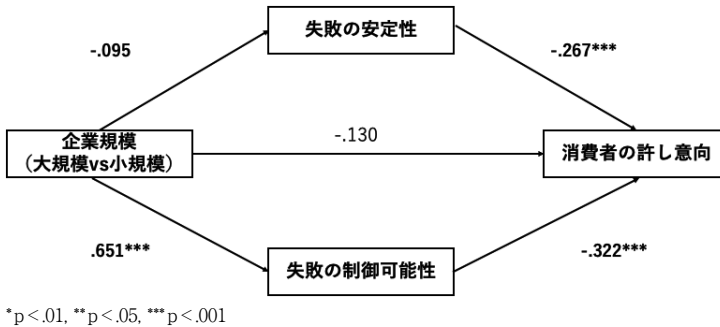 失敗の安定性
-.095
-.267***
-.130
企業規模
（大規模vs小規模）
消費者の許し意向
.651***
-.322***
失敗の制御可能性
*p<.01, **p<.05, ***p<.001